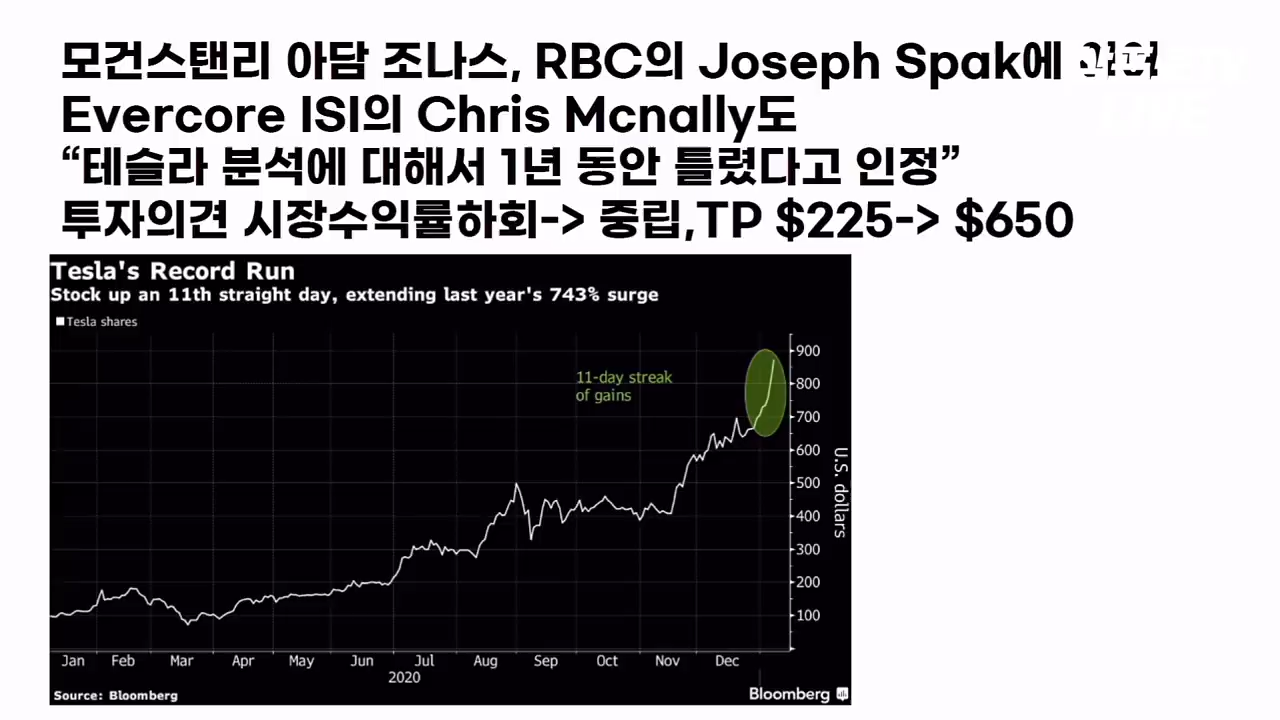 모건스탠리 아담 조나스, RBC의 Joseph Spak에
Evercore ISI의 Chris Mcnally도
“테슬라 분석에 대해서 1년 동안 틀렸다고 인정”
투자의견 시장수익률하회-> 중립,TP $225-> $650
Tesla's Record Run
Stock up an 11th straight day, extending last year's 743% surge
Tesla shares
900
11-day streak
of gains
800
700
600
500
400
300
200
100
U.S. dollars
Jan Feb Mar Apr May Jun Jul Aug Sep Oct Nov Dec
2020
Source: Bloomberg
Bloomberg